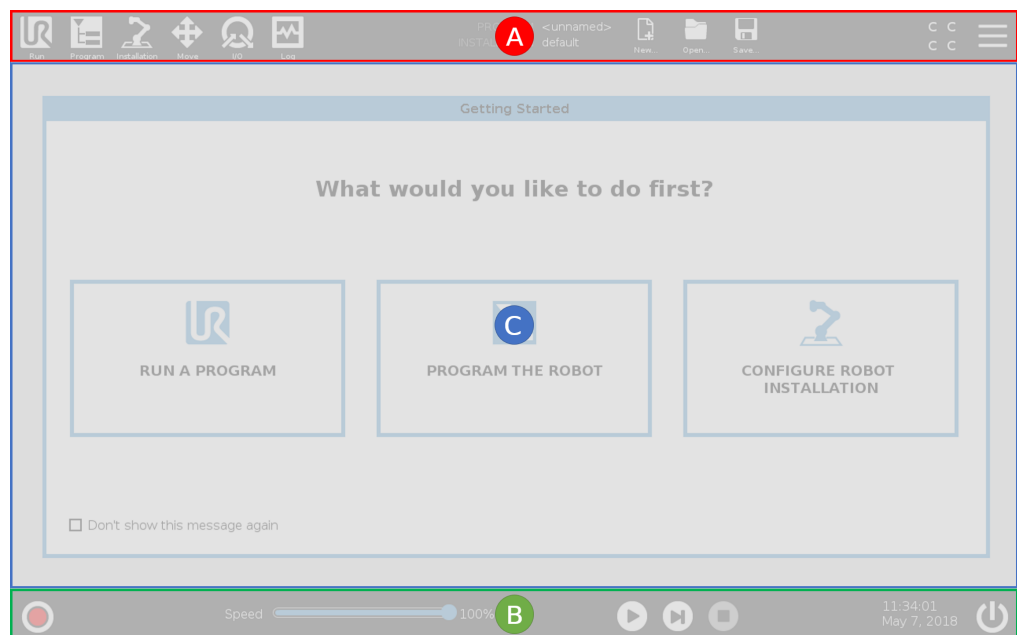 PR <unnamed>
INSTAL default
A
Run Program Installation Move I/O Log
New... Open... Save...
C C
C C
Getting Started
What would you like to do first?
C
RUN A PROGRAM
PROGRAM THE ROBOT
CONFIGURE ROBOT
INSTALLATION
Don't show this message again
Speed 100%
B
11:34:01
May 7, 2018